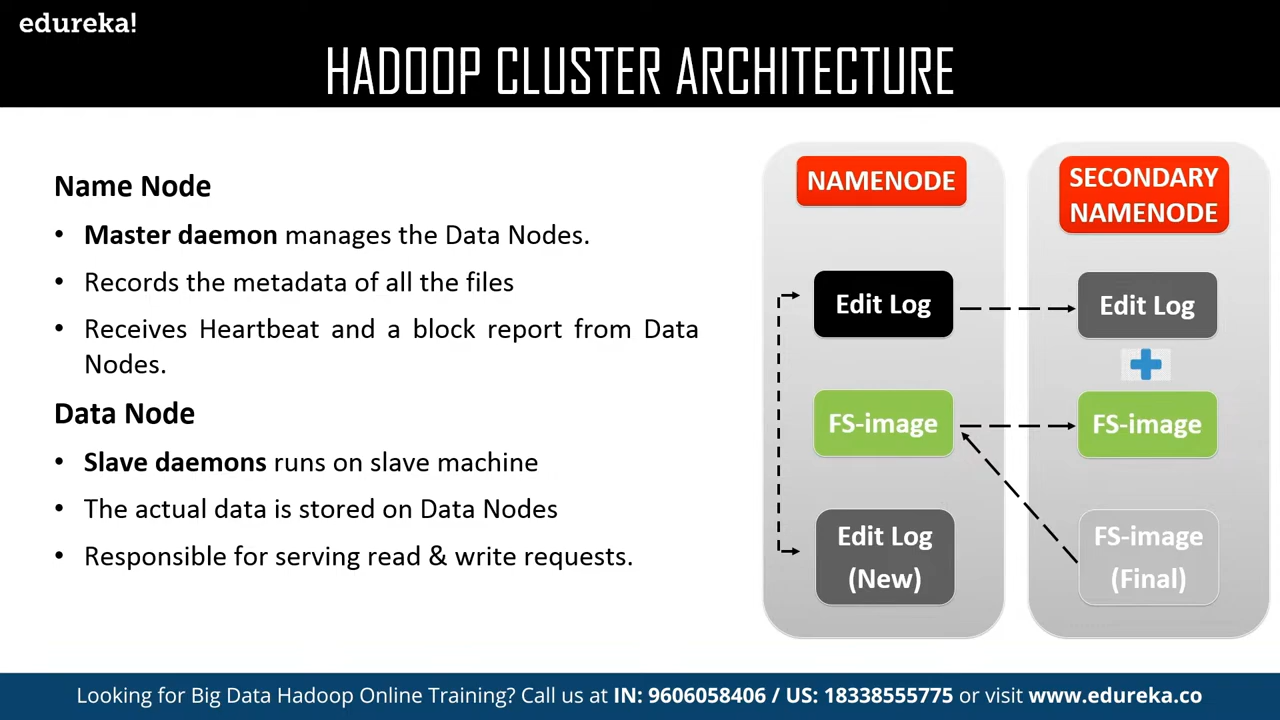 edureka!
HADOOP CLUSTER ARCHITECTURE
Name Node
• Master daemon manages the Data Nodes.
• Records the metadata of all the files
• Receives Heartbeat and a block report from Data
Nodes.
Data Node
• Slave daemons runs on slave machine
• The actual data is stored on Data Nodes
• Responsible for serving read & write requests.
NAMENODE
Edit Log
FS-image
Edit Log
(New)
SECONDARY
NAMENODE
Edit Log
FS-image
FS-image
(Final)
Looking for Big Data Hadoop Online Training? Call us at IN: 9606058406 / US: 18338555775 or visit www.edureka.co